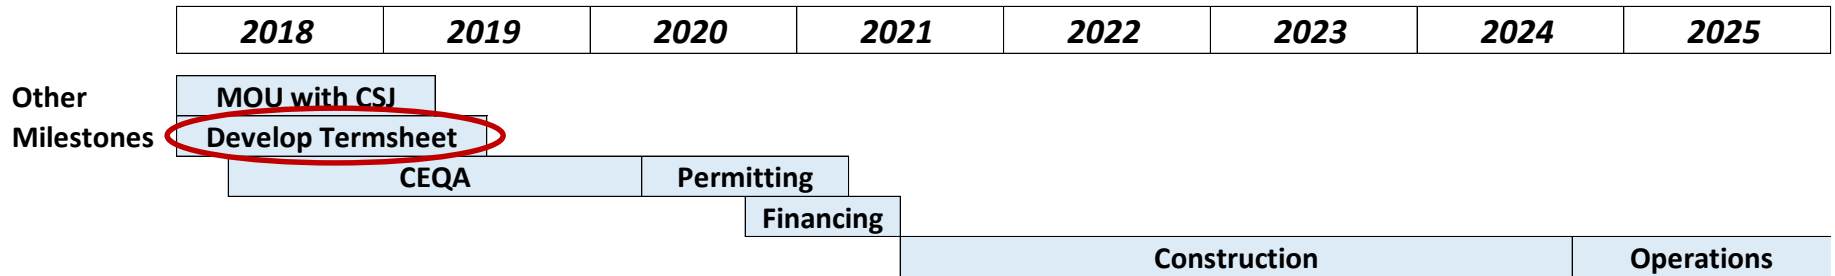 2018 2019 2020 2021 2022 2023 2024 2025
Other MOU with CSJ
Milestones Develop Termsheet
CEQA Permitting
Financing
Construction Operations